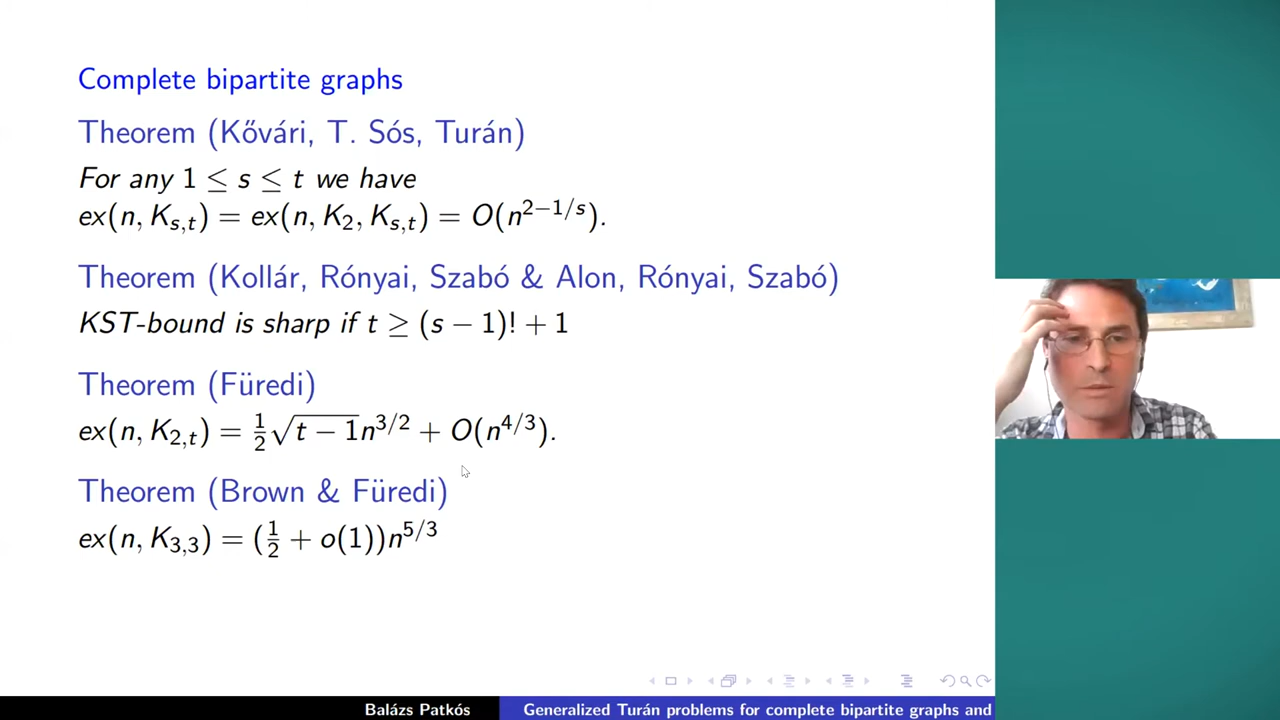 Complete bipartite graphs
Theorem (Kővári, T. Sós, Turán)
For any 1 ≤ s ≤ t we have
ex(n, K_{s,t}) = ex(n, K_2, K_{s,t}) = O(n^{2−1/s}).
Theorem (Kollár, Rónyai, Szabó & Alon, Rónyai, Szabó)
KST-bound is sharp if t ≥ (s − 1)! + 1
Theorem (Füredi)
ex(n, K_{2,t}) = \frac{1}{2}\sqrt{t − 1}n^{3/2} + O(n^{4/3}).
Theorem (Brown & Füredi)
ex(n, K_{3,3}) = (\frac{1}{2} + o(1))n^{5/3}
Balázs Patkós
Generalized Turán problems for complete bipartite graphs and